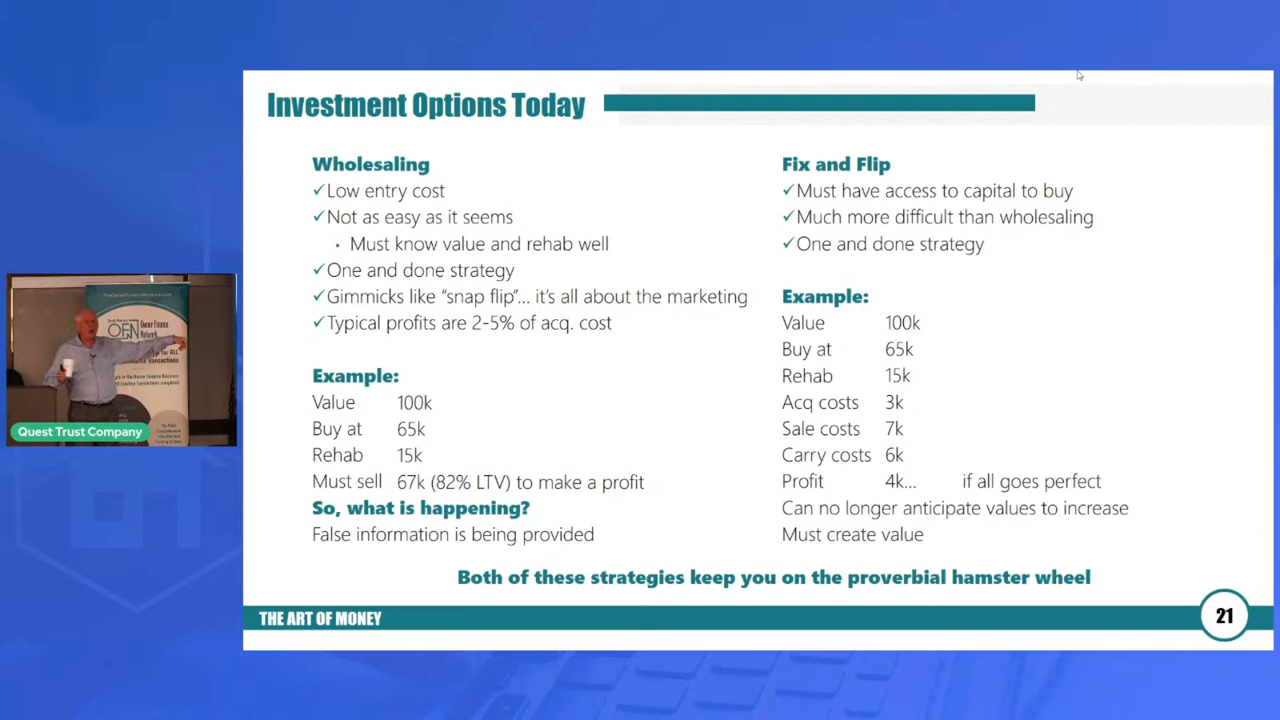 Investment Options Today
Wholesaling
✓Low entry cost
✓Not as easy as it seems
• Must know value and rehab well
✓One and done strategy
✓Gimmicks like “snap flip”... it’s all about the marketing
✓Typical profits are 2-5% of acq. cost
Example:
Value 100k
Buy at 65k
Rehab 15k
Must sell 67k (82% LTV) to make a profit
So, what is happening?
False information is being provided
Fix and Flip
✓Must have access to capital to buy
✓Much more difficult than wholesaling
✓One and done strategy
Example:
Value 100k
Buy at 65k
Rehab 15k
Acq costs 3k
Sale costs 7k
Carry costs 6k
Profit 4k... if all goes perfect
Can no longer anticipate values to increase
Must create value
Both of these strategies keep you on the proverbial hamster wheel
THE ART OF MONEY
21
OFN
Owner Finance
Network
Quest Trust Company